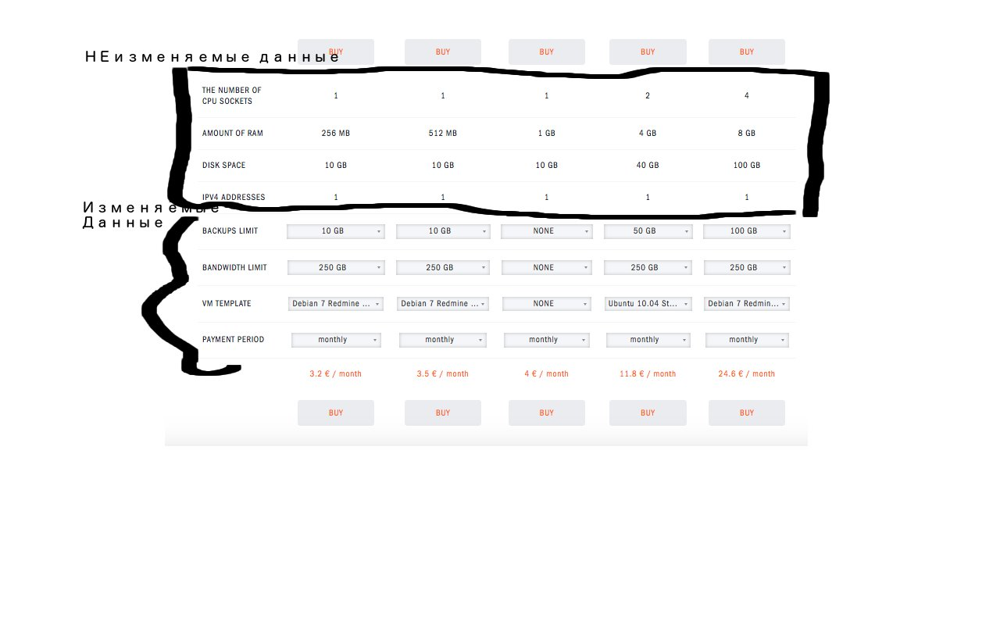 BUY BUY BUY BUY BUY
НЕизменяемые данные
THE NUMBER OF
CPU SOCKETS 1 1 1 2 4
AMOUNT OF RAM 256 MB 512 MB 1 GB 4 GB 8 GB
DISK SPACE 10 GB 10 GB 10 GB 40 GB 100 GB
IPV4 ADDRESSES 1 1 1 1 1
Изменяемые
Данные
BACKUPS LIMIT 10 GB 10 GB NONE 50 GB 100 GB
BANDWIDTH LIMIT 250 GB 250 GB NONE 250 GB 250 GB
VM TEMPLATE Debian 7 Redmine ... Debian 7 Redmine ... NONE Ubuntu 10.04 St... Debian 7 Redmin...
PAYMENT PERIOD monthly monthly monthly monthly monthly
3.2 € / month 3.5 € / month 4 € / month 11.8 € / month 24.6 € / month
BUY BUY BUY BUY BUY